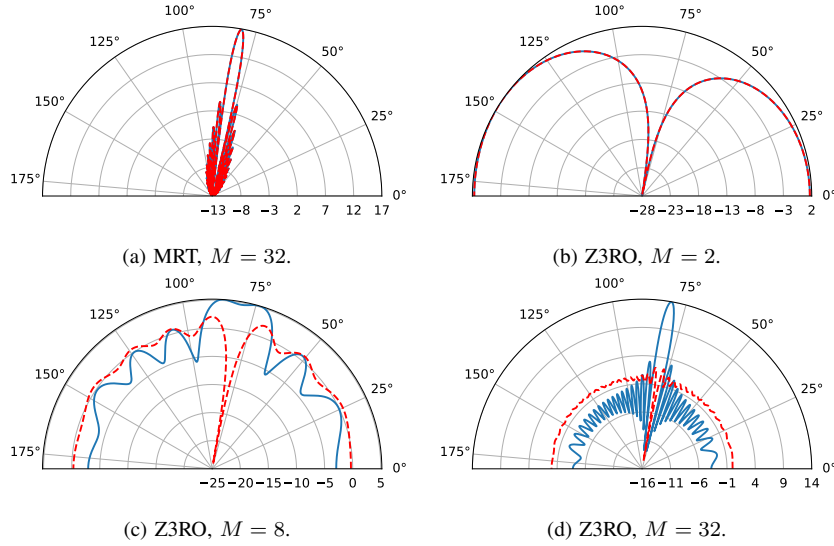 100° 75°
125° 50°
150° 25°
175° 0°
−13 −8 −3 2 7 12 17
(a) MRT, M = 32.
100° 75°
125° 50°
150° 25°
175° 0°
−28 −23 −18 −13 −8 −3 2
(b) Z3RO, M = 2.
100° 75°
125° 50°
150° 25°
175° 0°
−25 −20 −15 −10 −5 0 5
(c) Z3RO, M = 8.
100° 75°
125° 50°
150° 25°
175° 0°
−16 −11 −6 −1 4 9 14
(d) Z3RO, M = 32.